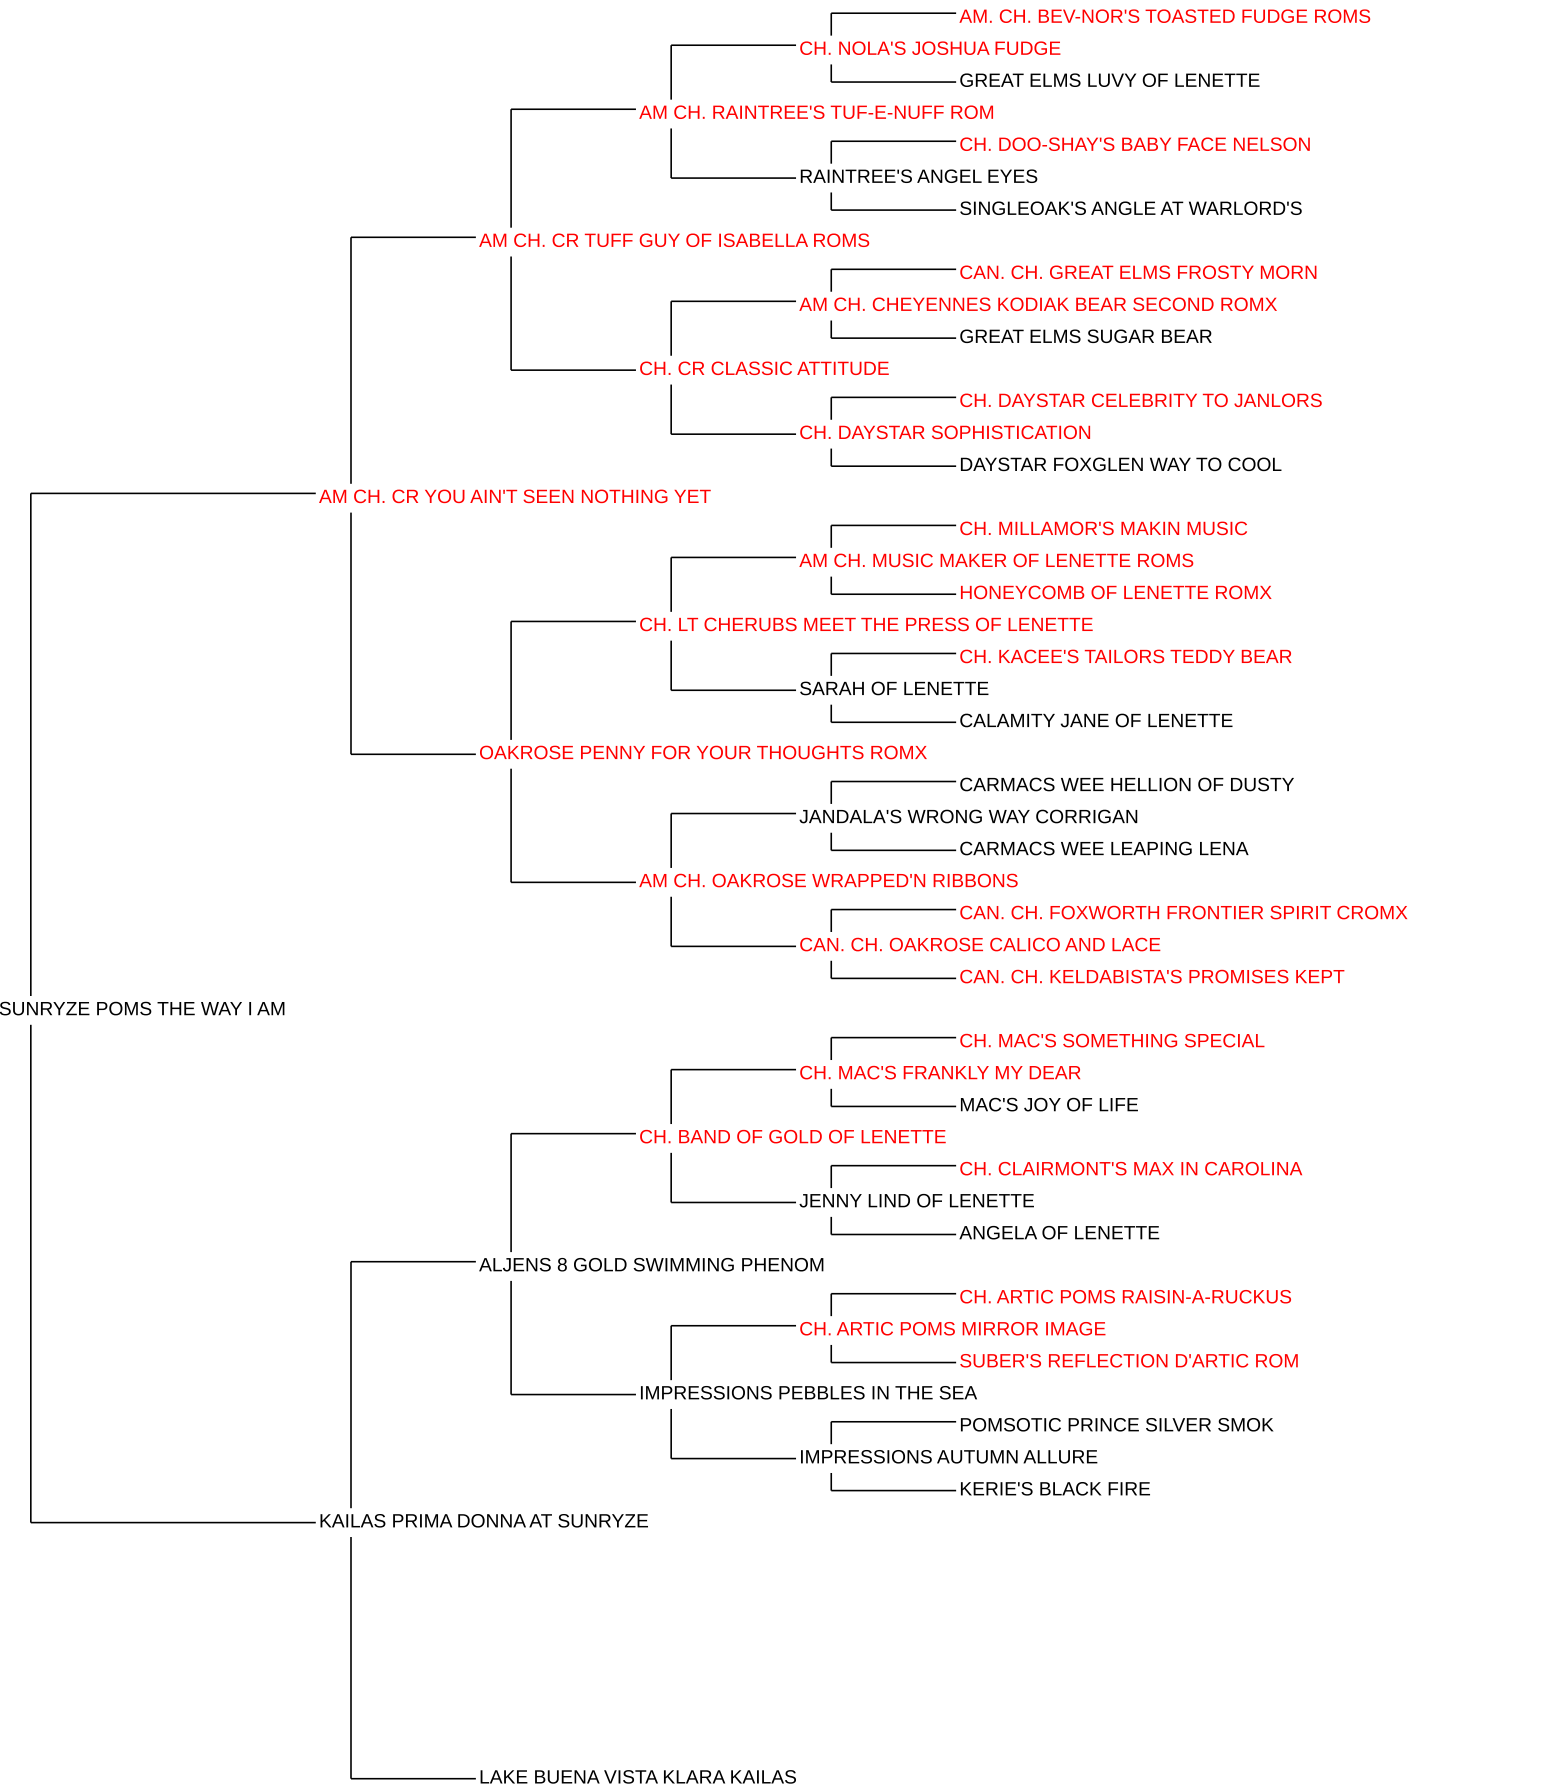 AM. CH. BEV-NOR'S TOASTED FUDGE ROMS
CH. NOLA'S JOSHUA FUDGE
GREAT ELMS LUVY OF LENETTE
AM CH. RAINTREE'S TUF-E-NUFF ROM
CH. DOO-SHAY'S BABY FACE NELSON
RAINTREE'S ANGEL EYES
SINGLEOAK'S ANGLE AT WARLORD'S
AM CH. CR TUFF GUY OF ISABELLA ROMS
CAN. CH. GREAT ELMS FROSTY MORN
AM CH. CHEYENNES KODIAK BEAR SECOND ROMX
GREAT ELMS SUGAR BEAR
CH. CR CLASSIC ATTITUDE
CH. DAYSTAR CELEBRITY TO JANLORS
CH. DAYSTAR SOPHISTICATION
DAYSTAR FOXGLEN WAY TO COOL
AM CH. CR YOU AIN'T SEEN NOTHING YET
CH. MILLAMOR'S MAKIN MUSIC
AM CH. MUSIC MAKER OF LENETTE ROMS
HONEYCOMB OF LENETTE ROMX
CH. LT CHERUBS MEET THE PRESS OF LENETTE
CH. KACEE'S TAILORS TEDDY BEAR
SARAH OF LENETTE
CALAMITY JANE OF LENETTE
OAKROSE PENNY FOR YOUR THOUGHTS ROMX
CARMACS WEE HELLION OF DUSTY
JANDALA'S WRONG WAY CORRIGAN
CARMACS WEE LEAPING LENA
AM CH. OAKROSE WRAPPED'N RIBBONS
CAN. CH. FOXWORTH FRONTIER SPIRIT CROMX
CAN. CH. OAKROSE CALICO AND LACE
CAN. CH. KELDABISTA'S PROMISES KEPT
SUNRYZE POMS THE WAY I AM
CH. MAC'S SOMETHING SPECIAL
CH. MAC'S FRANKLY MY DEAR
MAC'S JOY OF LIFE
CH. BAND OF GOLD OF LENETTE
CH. CLAIRMONT'S MAX IN CAROLINA
JENNY LIND OF LENETTE
ANGELA OF LENETTE
ALJENS 8 GOLD SWIMMING PHENOM
CH. ARTIC POMS RAISIN-A-RUCKUS
CH. ARTIC POMS MIRROR IMAGE
SUBER'S REFLECTION D'ARTIC ROM
IMPRESSIONS PEBBLES IN THE SEA
POMSOTIC PRINCE SILVER SMOK
IMPRESSIONS AUTUMN ALLURE
KERIE'S BLACK FIRE
KAILAS PRIMA DONNA AT SUNRYZE
LAKE BUENA VISTA KLARA KAILAS